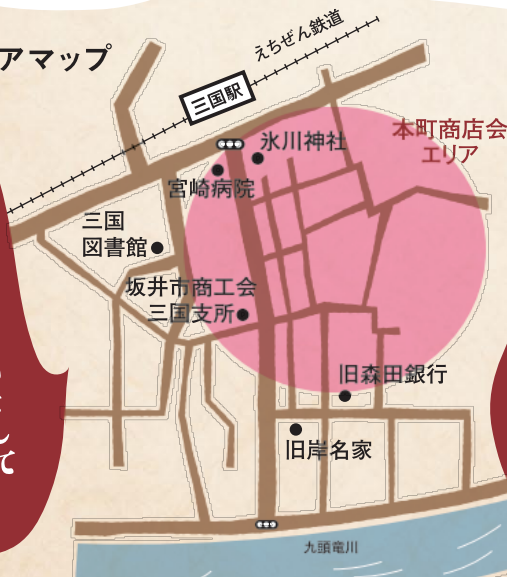 アマップ
えちぜん鉄道
三国駅
氷川神社
本町商店会
エリア
宮崎病院
三国
図書館
坂井市商工会
三国支所
旧森田銀行
旧岸名家
九頭竜川
して